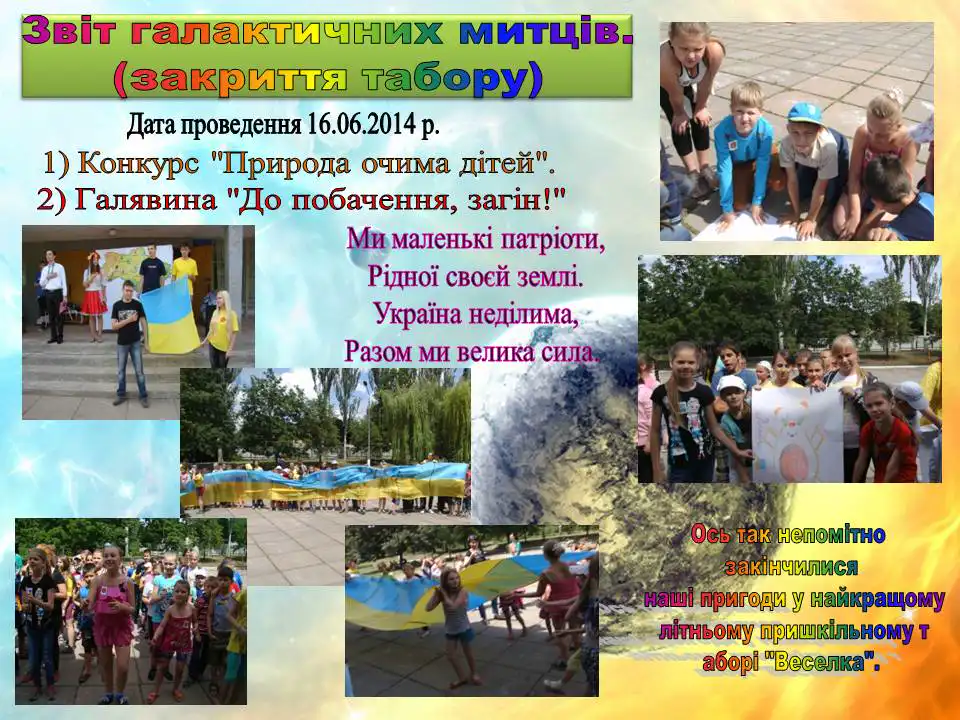 Звіт галактичних митців.
(закриття табору)
Дата проведення 16.06.2014 р.
1) Конкурс "Природа очима дітей".
2) Галявина "До побачення, загін!"
Ми маленькі патріоти,
Рідної своєй землі.
Україна неділима,
Разом ми велика сила.
Ось так непомітно
закінчилися
наші пригоди у найкращому
літньому пришкільному т
аборі "Веселка".